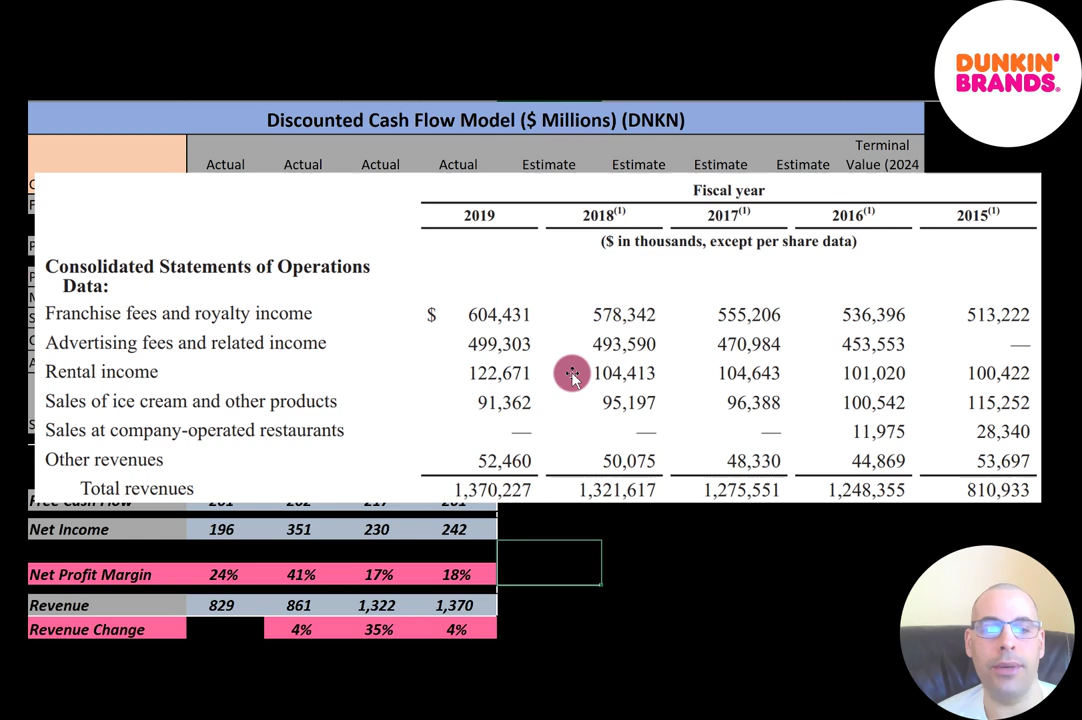 DUNKIN'
BRANDS®
Discounted Cash Flow Model ($ Millions) (DNKN)
Terminal
Actual Actual Actual Actual Estimate Estimate Estimate Estimate Value (2024
Fiscal year
2019 2018(1) 2017(1) 2016(1) 2015(1)
($ in thousands, except per share data)
Consolidated Statements of Operations
Data:
Franchise fees and royalty income $ 604,431 578,342 555,206 536,396 513,222
Advertising fees and related income 499,303 493,590 470,984 453,553 —
Rental income 122,671 104,413 104,643 101,020 100,422
Sales of ice cream and other products 91,362 95,197 96,388 100,542 115,252
Sales at company-operated restaurants — — — 11,975 28,340
Other revenues 52,460 50,075 48,330 44,869 53,697
Total revenues 1,370,227 1,321,617 1,275,551 1,248,355 810,933
Free Cash Flow
Net Income 196 351 230 242
Net Profit Margin 24% 41% 17% 18%
Revenue 829 861 1,322 1,370
Revenue Change 4% 35% 4%